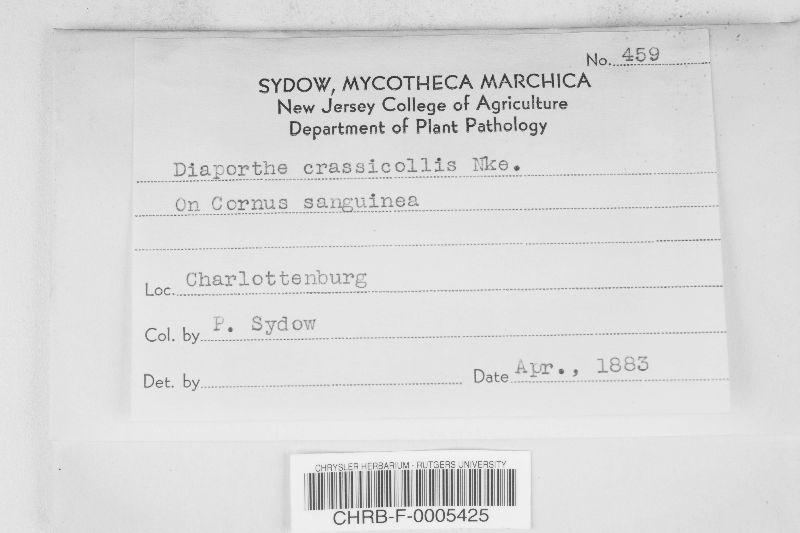 No. 459
SYDOW, MYCOTHECA MARCHICA
New Jersey College of Agriculture
Department of Plant Pathology
Diaporthe crassicollis Nke.
On Cornus sanguinea
Loc. Charlottenburg
Col. by P. Sydow
Det. by
Date Apr., 1883
CHRYSLER HERBARIUM - RUTGERS UNIVERSITY
CHRB-F-0005425